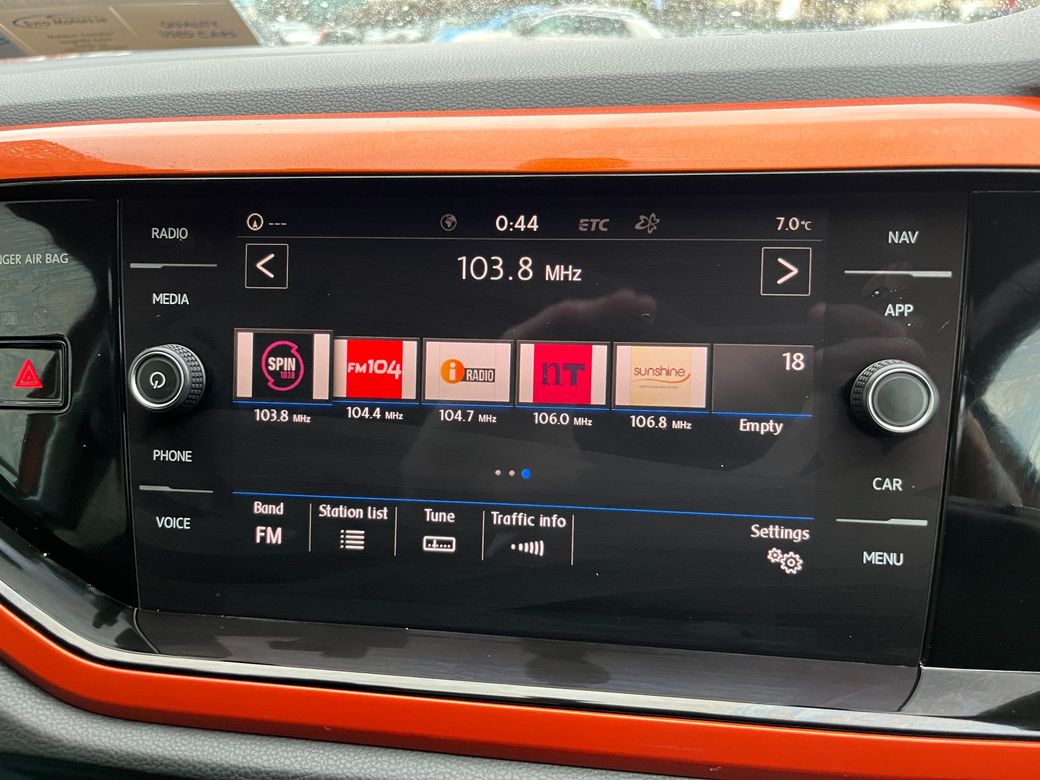 QUALITY
USED CARS
NGER AIR BAG
RADIO
MEDIA
PHONE
VOICE
---
0:44
ETC
7.0°C
<
103.8 MHz
>
SPIN
1038
FM104
i RADIO
nT
sunshine
18
103.8 MHz
104.4 MHz
104.7 MHz
106.0 MHz
106.8 MHz
Empty
Band
FM
Station list
Tune
Traffic info
Settings
NAV
APP
CAR
MENU